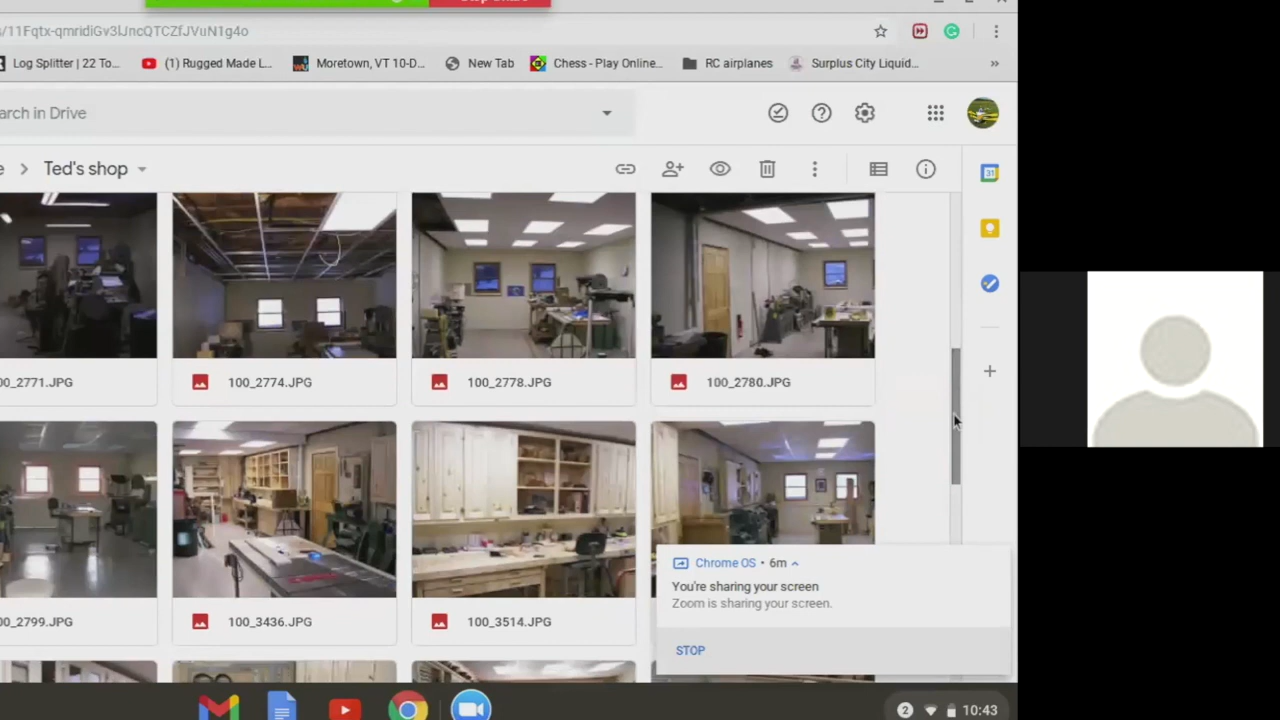 s/11Fqtx-qmridiGv3lJncQTCZfJVuN1g4o
Log Splitter | 22 To...
(1) Rugged Made L...
Moretown, VT 10-D...
New Tab
Chess - Play Online...
RC airplanes
Surplus City Liquid...
»
arch in Drive
e > Ted's shop
31
00_2771.JPG
100_2774.JPG
100_2778.JPG
100_2780.JPG
00_2799.JPG
100_3436.JPG
100_3514.JPG
Chrome OS • 6m
You're sharing your screen
Zoom is sharing your screen.
STOP
2
10:43